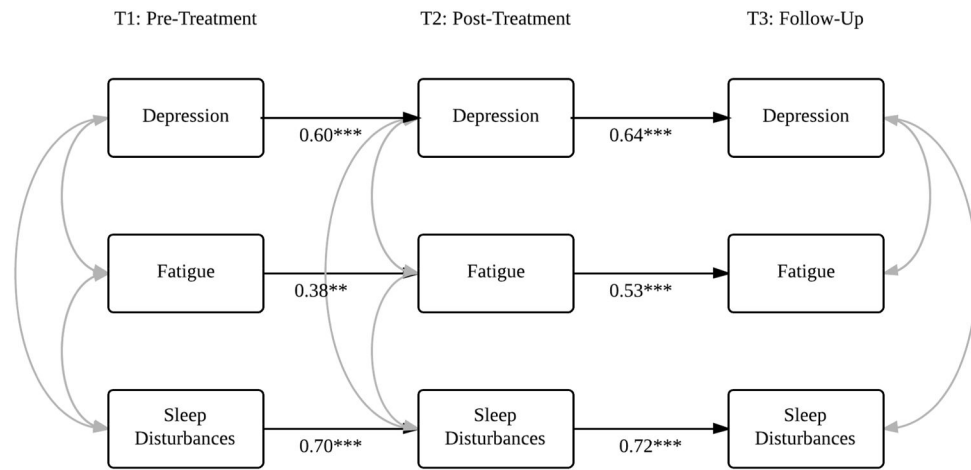 T1: Pre-Treatment
T2: Post-Treatment
T3: Follow-Up
Depression
Depression
Depression
0.60***
0.64***
Fatigue
Fatigue
Fatigue
0.38**
0.53***
Sleep
Disturbances
Sleep
Disturbances
Sleep
Disturbances
0.70***
0.72***